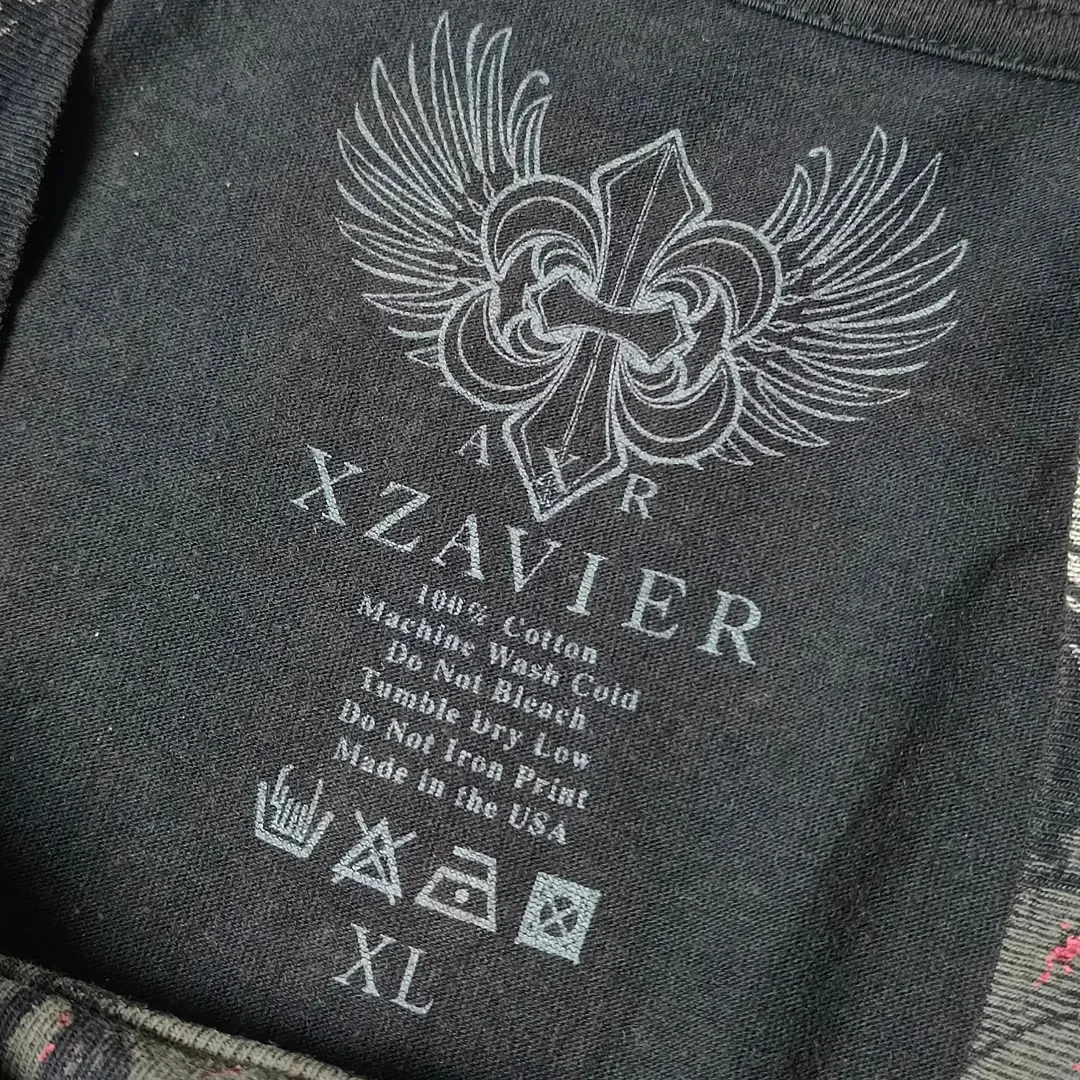 A Y R
XZAVIER
100% Cotton
Machine Wash Cold
Do Not Bleach
Tumble Dry Low
Do Not Iron Print
Made in the USA
XL